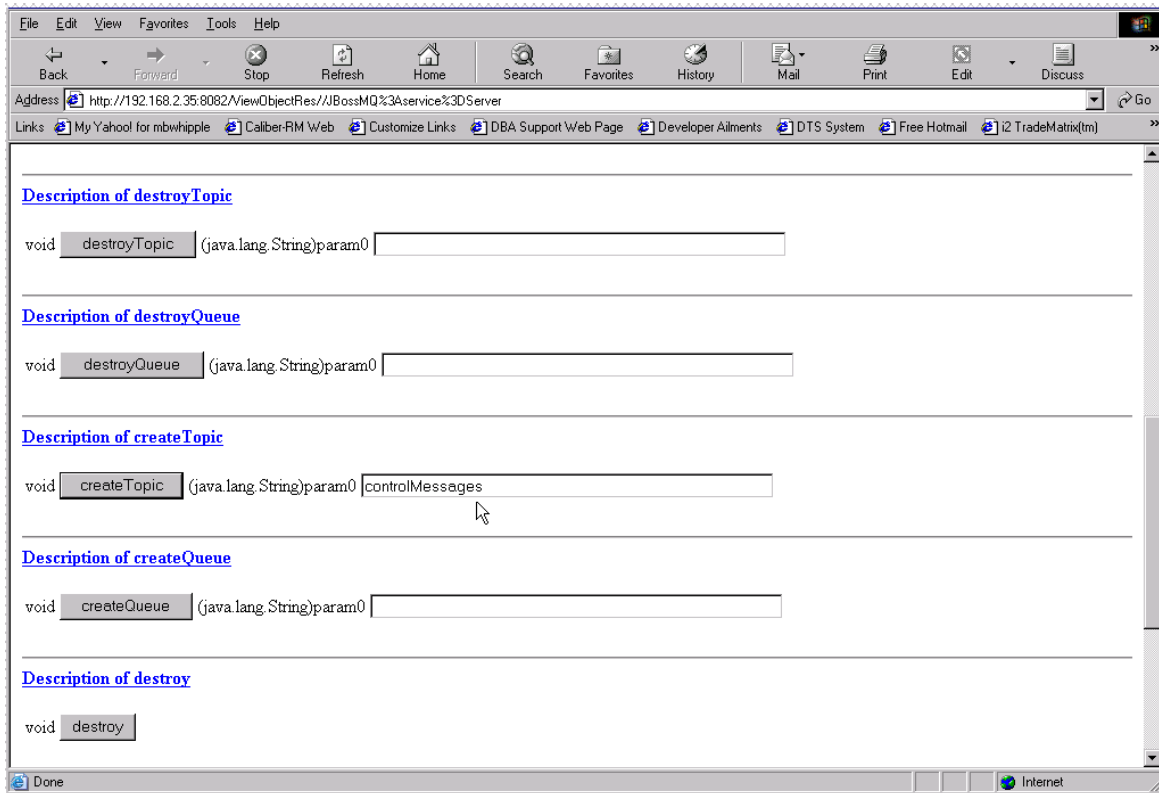 File Edit View Favorites Tools Help
Back Forward Stop Refresh Home Search Favorites History Mail Print Edit Discuss »
Address http://192.168.2.35:8082/ViewObjectRes//JBossMQ%3Aservice%3DServer Go
Links My Yahoo! for mbwhipple Caliber-RM Web Customize Links DBA Support Web Page Developer Ailments DTS System Free Hotmail i2 TradeMatrix(tm) »
Description of destroyTopic
void destroyTopic (java.lang.String)param0
Description of destroyQueue
void destroyQueue (java.lang.String)param0
Description of createTopic
void createTopic (java.lang.String)param0 controlMessages
Description of createQueue
void createQueue (java.lang.String)param0
Description of destroy
void destroy
Done Internet